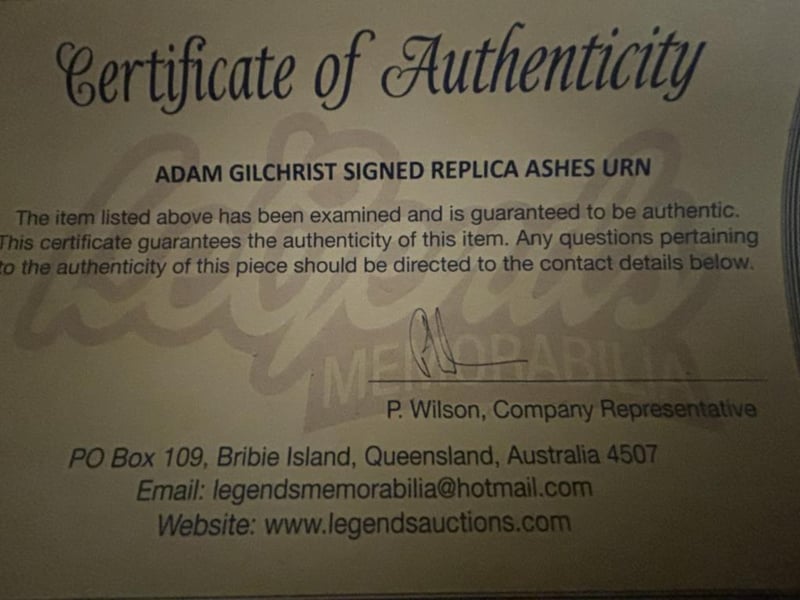 Certificate of Authenticity
ADAM GILCHRIST SIGNED REPLICA ASHES URN
The item listed above has been examined and is guaranteed to be authentic.
This certificate guarantees the authenticity of this item. Any questions pertaining
to the authenticity of this piece should be directed to the contact details below.
Legends
MEMORABILIA
P. Wilson, Company Representative
PO Box 109, Bribie Island, Queensland, Australia 4507
Email: legendsmemorabilia@hotmail.com
Website: www.legendsauctions.com